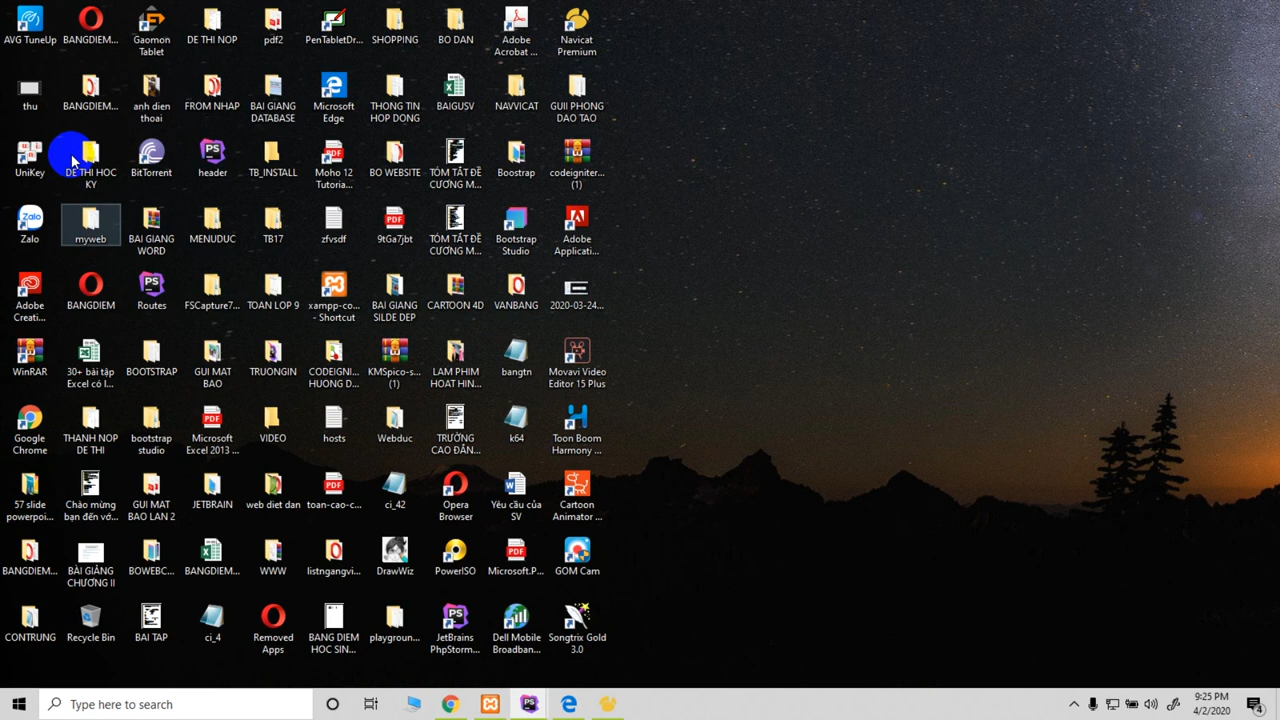 AVG TuneUp
BANGDIEM...
Gaomon
Tablet
DE THI NOP
pdf2
PenTabletDr...
SHOPPING
BO DAN
Adobe
Acrobat ...
Navicat
Premium
thu
BANGDIEM...
anh dien
thoai
FROM NHAP
BAI GIANG
DATABASE
Microsoft
Edge
THONG TIN
HOP DONG
BAIGUSV
NAVVICAT
GUII PHONG
DAO TAO
UniKey
DE THI HOC
KY
BitTorrent
header
TB_INSTALL
Moho 12
Tutoria...
BO WEBSITE
TÓM TẮT ĐỀ
CƯƠNG M...
Boostrap
codeigniter...
(1)
Zalo
myweb
BAI GIANG
WORD
MENUDUC
TB17
zfvsdf
9tGa7jbt
TÓM TẮT ĐỀ
CƯƠNG M...
Bootstrap
Studio
Adobe
Applicati...
Adobe
Creati...
BANGDIEM
Routes
FSCapture7...
TOAN LOP 9
xampp-co...
- Shortcut
BAI GIANG
SILDE DEP
CARTOON 4D
VANBANG
2020-03-24...
WinRAR
30+ bài tập
Excel có l...
BOOTSTRAP
GUI MAT
BAO
TRUONGIN
CODEIGNI...
HUONG D...
KMSpico-s...
(1)
LAM PHIM
HOAT HIN...
bangtn
Movavi Video
Editor 15 Plus
Google
Chrome
THANH NOP
DE THI
bootstrap
studio
Microsoft
Excel 2013 ...
VIDEO
hosts
Webduc
TRƯỜNG
CAO ĐẲN...
k64
Toon Boom
Harmony ...
57 slide
powerpoi...
Chào mừng
bạn đến vớ...
GUI MAT
BAO LAN 2
JETBRAIN
web diet dan
toan-cao-c...
ci_42
Opera
Browser
Yêu cầu của
SV
Cartoon
Animator ...
BANGDIEM...
BÀI GIẢNG
CHƯƠNG II
BOWEBC...
BANGDIEM...
WWW
listngangvi...
DrawWiz
PowerISO
Microsoft.P...
GOM Cam
CONTRUNG
Recycle Bin
BAI TAP
ci_4
Removed
Apps
BANG DIEM
HOC SIN...
playgroun...
JetBrains
PhpStorm...
Dell Mobile
Broadban...
Songtrix Gold
3.0
Type here to search
9:25 PM
4/2/2020
4